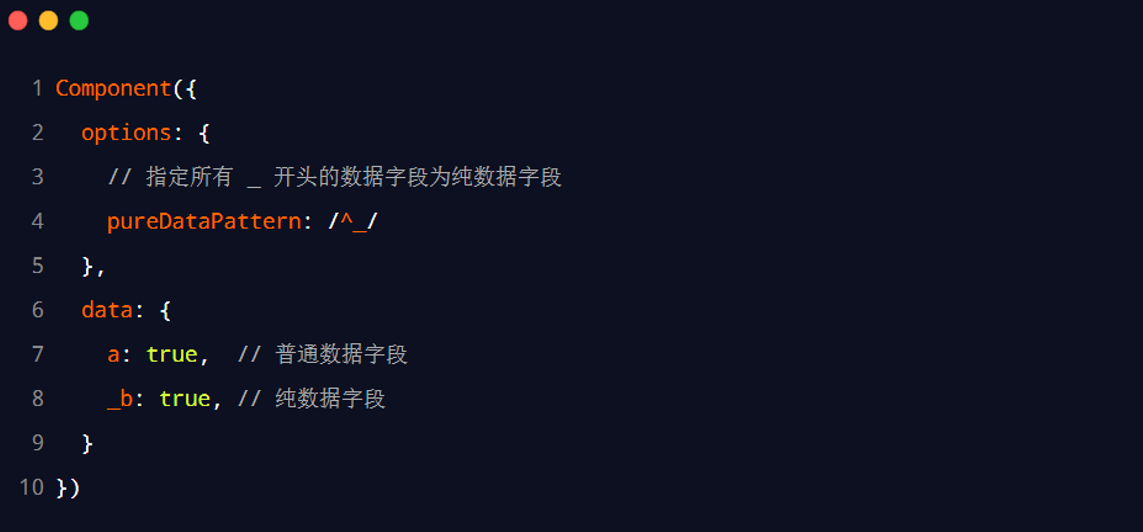 1 Component({
2   options: {
3     // 指定所有 _ 开头的数据字段为纯数据字段
4     pureDataPattern: /^_/
5   },
6   data: {
7     a: true,  // 普通数据字段
8     _b: true, // 纯数据字段
9   }
10 })